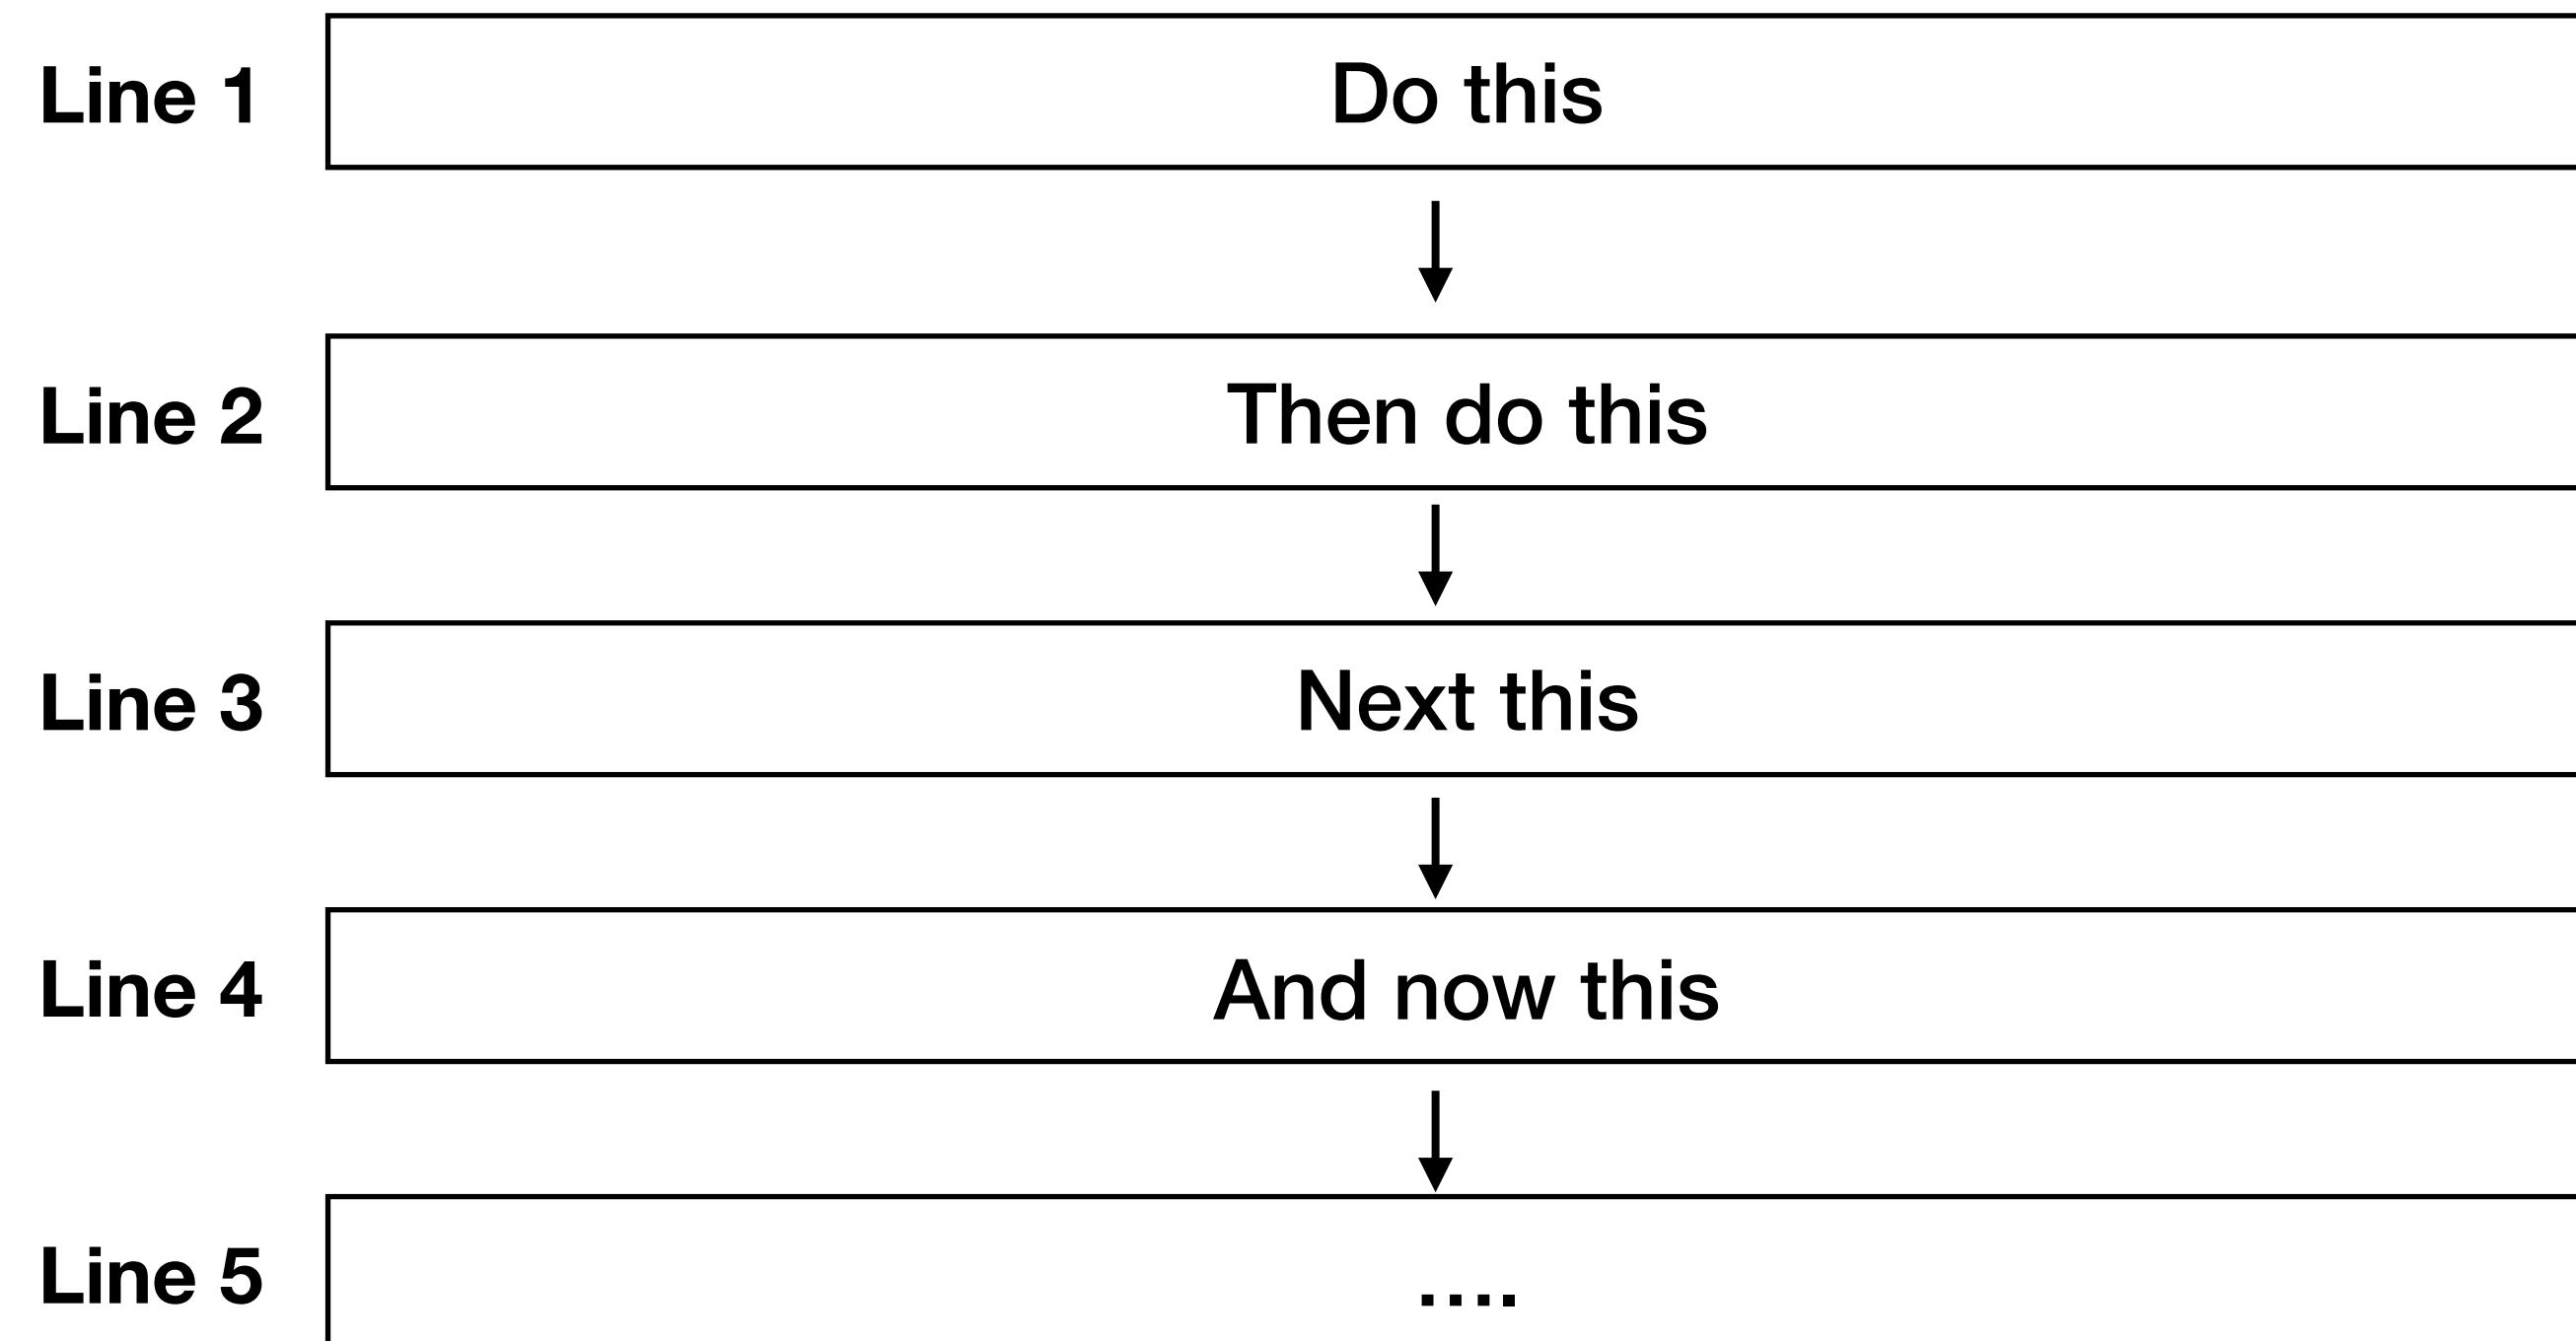 Line 1 Do this
Line 2 Then do this
Line 3 Next this
Line 4 And now this
Line 5 ....